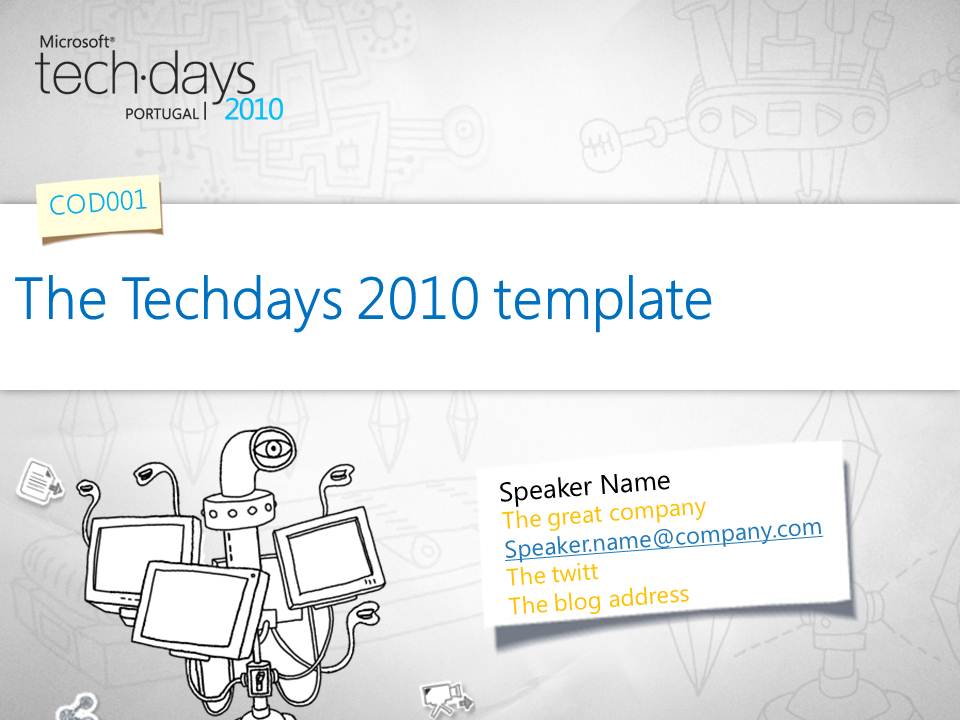 Microsoft®
tech·days
PORTUGAL | 2010
COD001
The Techdays 2010 template
Speaker Name
The great company
Speaker.name@company.com
The twitt
The blog address